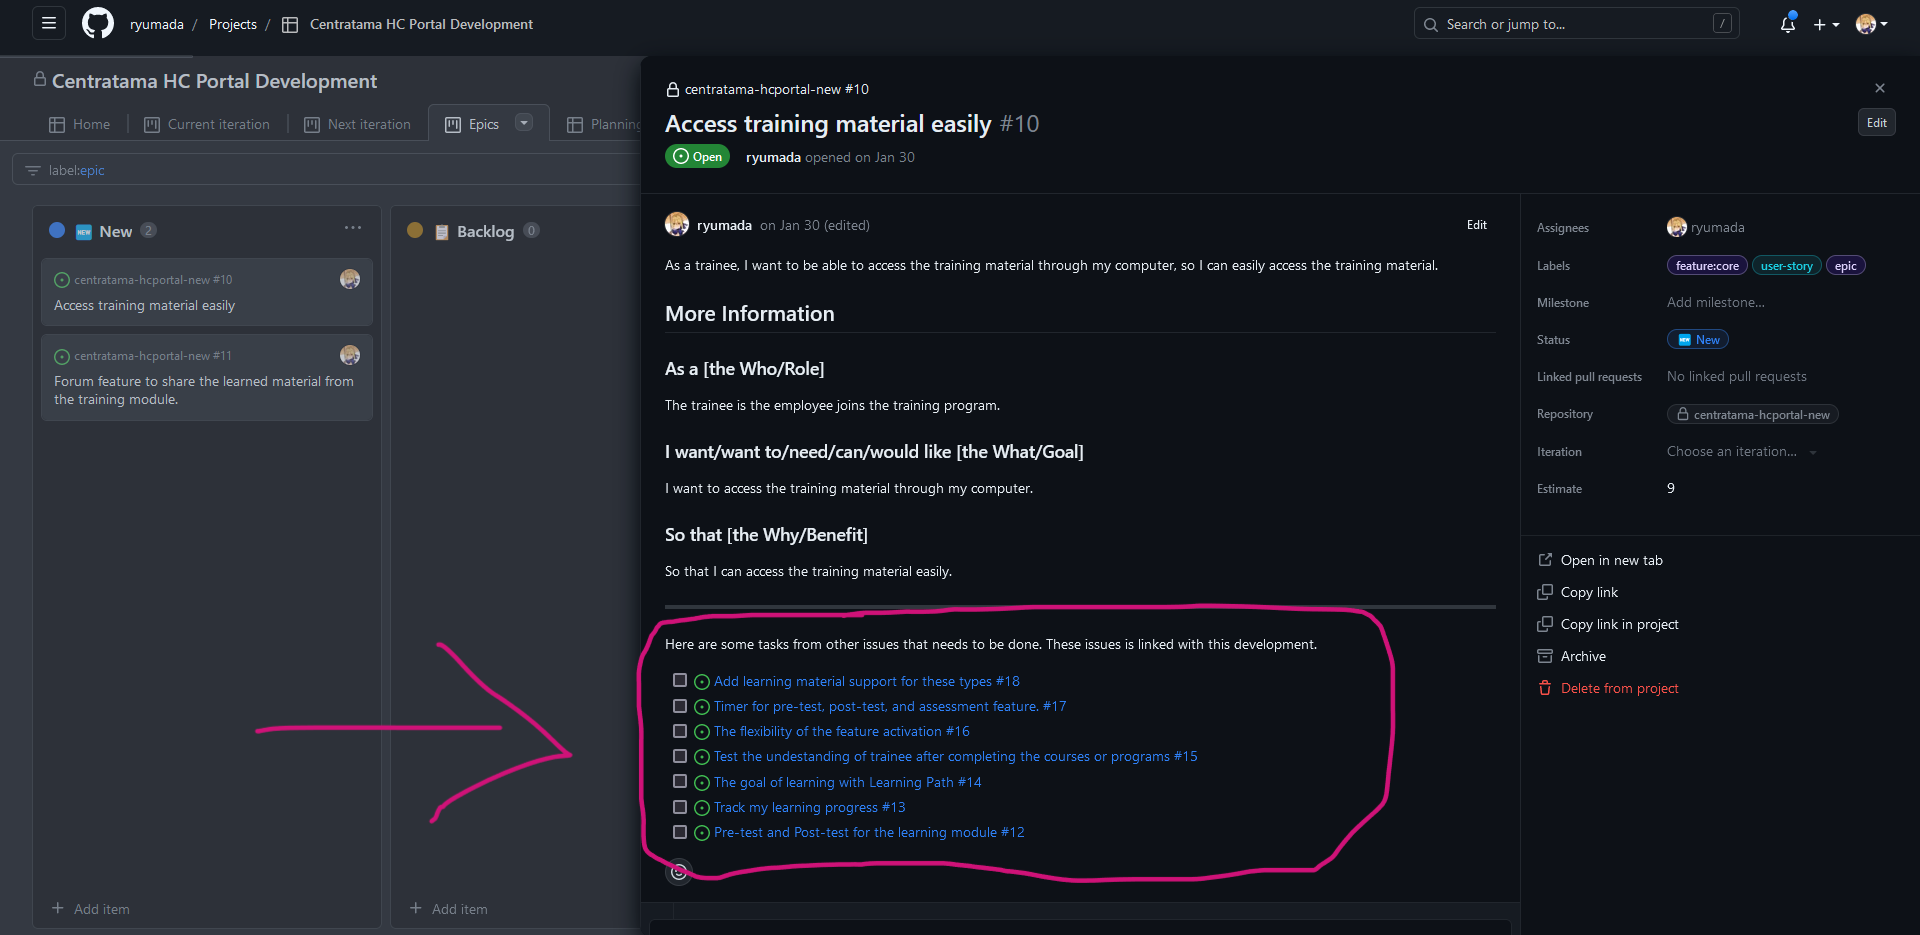 ryumada / Projects / Centratama HC Portal Development
Search or jump to... /
Centratama HC Portal Development
Home
Current iteration
Next iteration
Epics
Planning
label:epic
New 2
centratama-hcportal-new #10
Access training material easily
centratama-hcportal-new #11
Forum feature to share the learned material from
the training module.
+ Add item
Backlog 0
+ Add item
centratama-hcportal-new #10
Access training material easily #10
Edit
Open
ryumada opened on Jan 30
ryumada on Jan 30 (edited)
Edit
As a trainee, I want to be able to access the training material through my computer, so I can easily access the training material.
More Information
As a [the Who/Role]
The trainee is the employee joins the training program.
I want/want to/need/can/would like [the What/Goal]
I want to access the training material through my computer.
So that [the Why/Benefit]
So that I can access the training material easily.
Here are some tasks from other issues that needs to be done. These issues is linked with this development.
Add learning material support for these types #18
Timer for pre-test, post-test, and assessment feature. #17
The flexibility of the feature activation #16
Test the undestanding of trainee after completing the courses or programs #15
The goal of learning with Learning Path #14
Track my learning progress #13
Pre-test and Post-test for the learning module #12
Assignees ryumada
Labels feature:core user-story epic
Milestone Add milestone...
Status NEW New
Linked pull requests No linked pull requests
Repository centratama-hcportal-new
Iteration Choose an iteration...
Estimate 9
Open in new tab
Copy link
Copy link in project
Archive
Delete from project